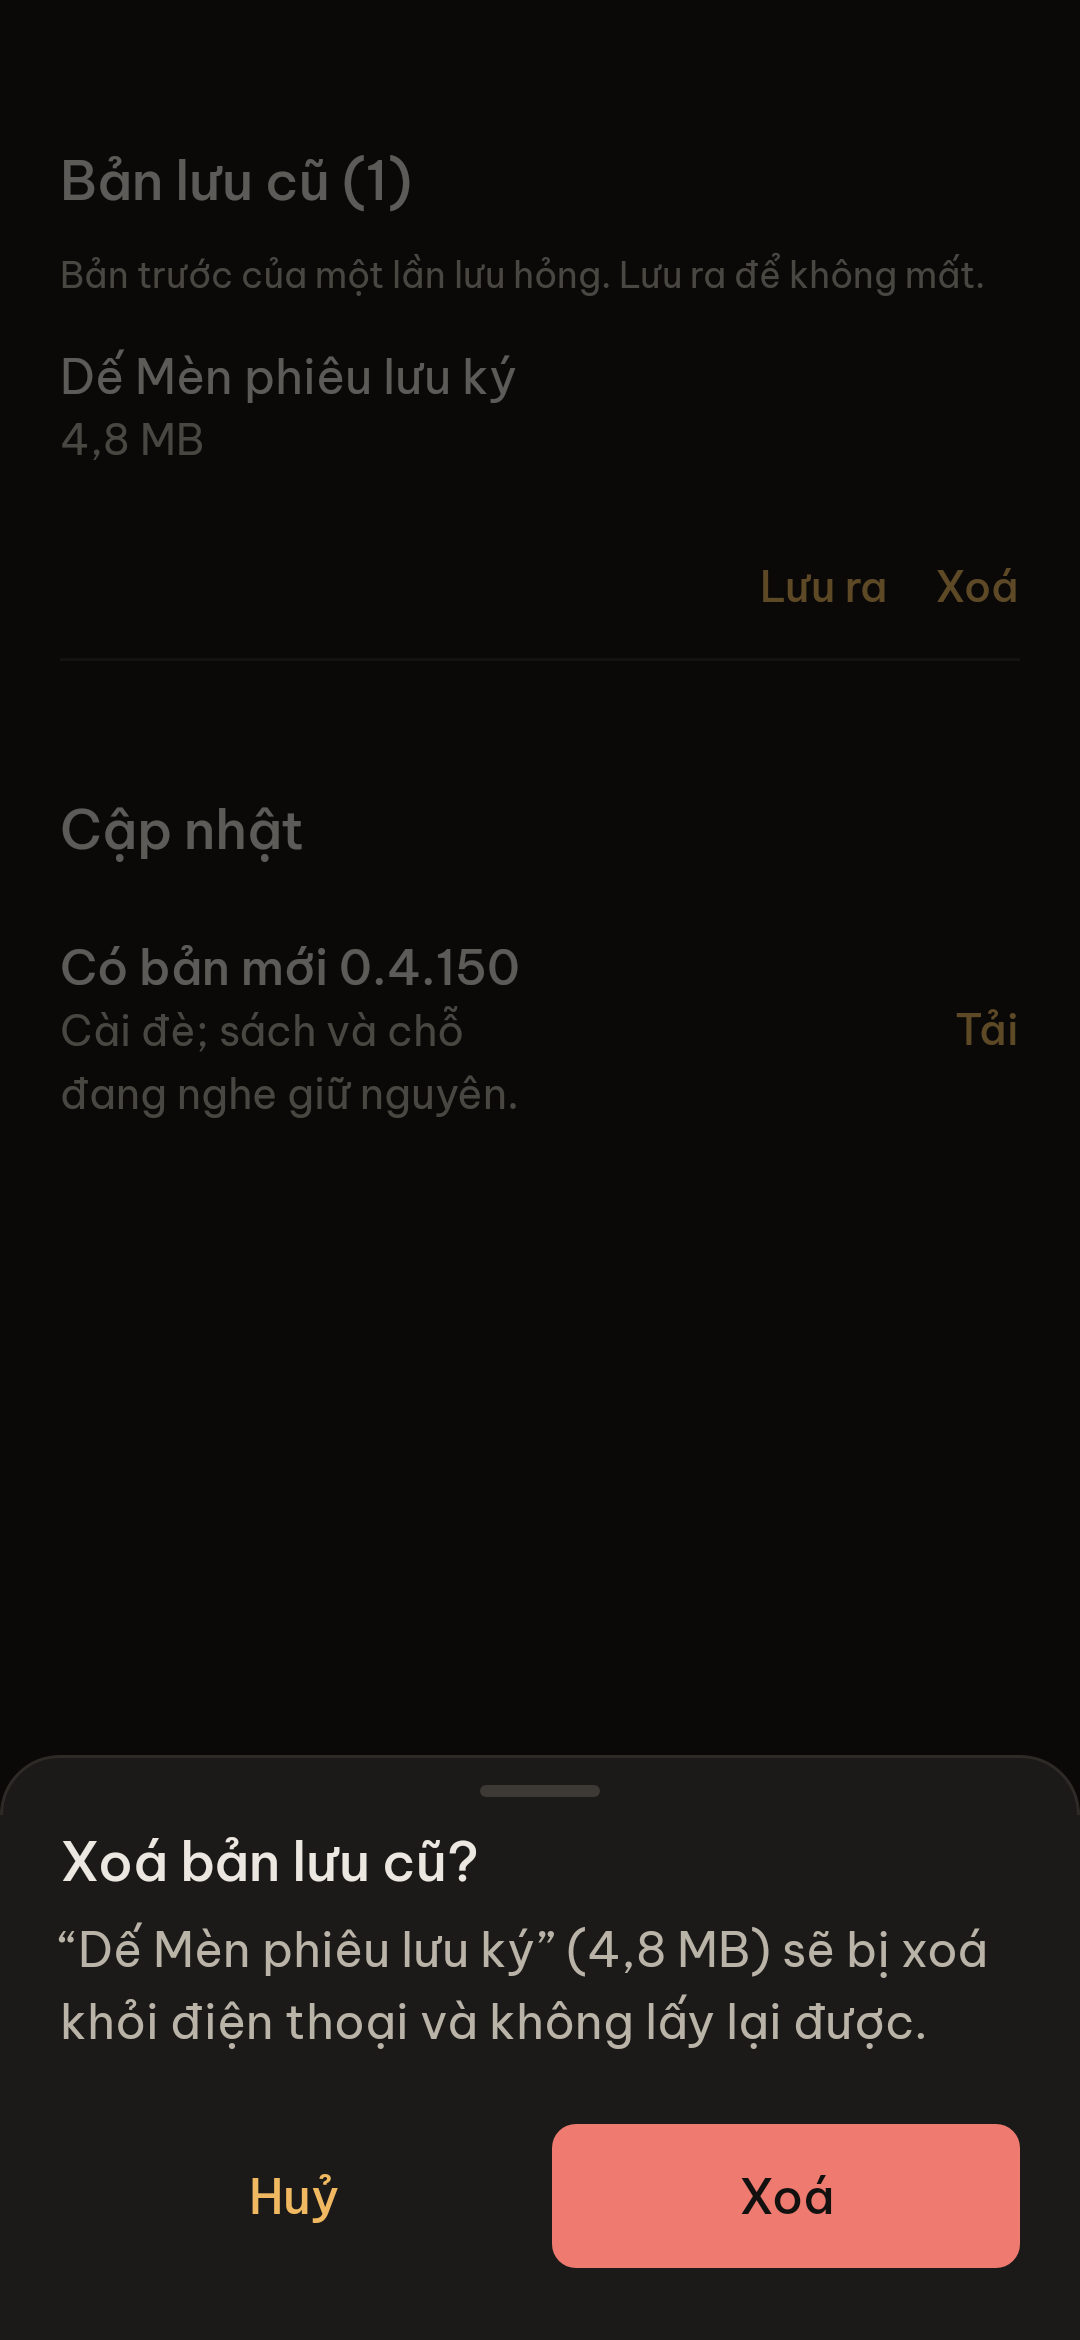 Bản lưu cũ (1)
Bản trước của một lần lưu hỏng. Lưu ra để không mất.
Dế Mèn phiêu lưu ký
4,8 MB
Lưu ra Xoá
Cập nhật
Có bản mới 0.4.150
Cài đè; sách và chỗ
đang nghe giữ nguyên.
Tải
Xoá bản lưu cũ?
“Dế Mèn phiêu lưu ký” (4,8 MB) sẽ bị xoá
khỏi điện thoại và không lấy lại được.
Huỷ Xoá